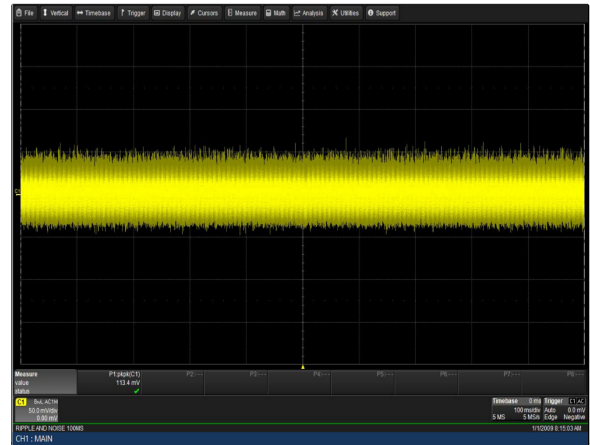 File Vertical Timebase Trigger Display Cursors Measure Math Analysis Utilities Support
C1
Measure P1:pkpk(C1) P2:--- P3:--- P4:--- P5:--- P6:--- P7:--- P8:---
value 113.4 mV
status
C1 BwL AC1M
50.0 mV/div
0.00 mV
Timebase 0 ms
100 ms/div
5 MS 5 MS/s
Trigger C1 AC
Auto 0.0 mV
Edge Negative
RIPPLE AND NOISE 100MS 1/1/2009 8:15:03 AM
CH1 : MAIN